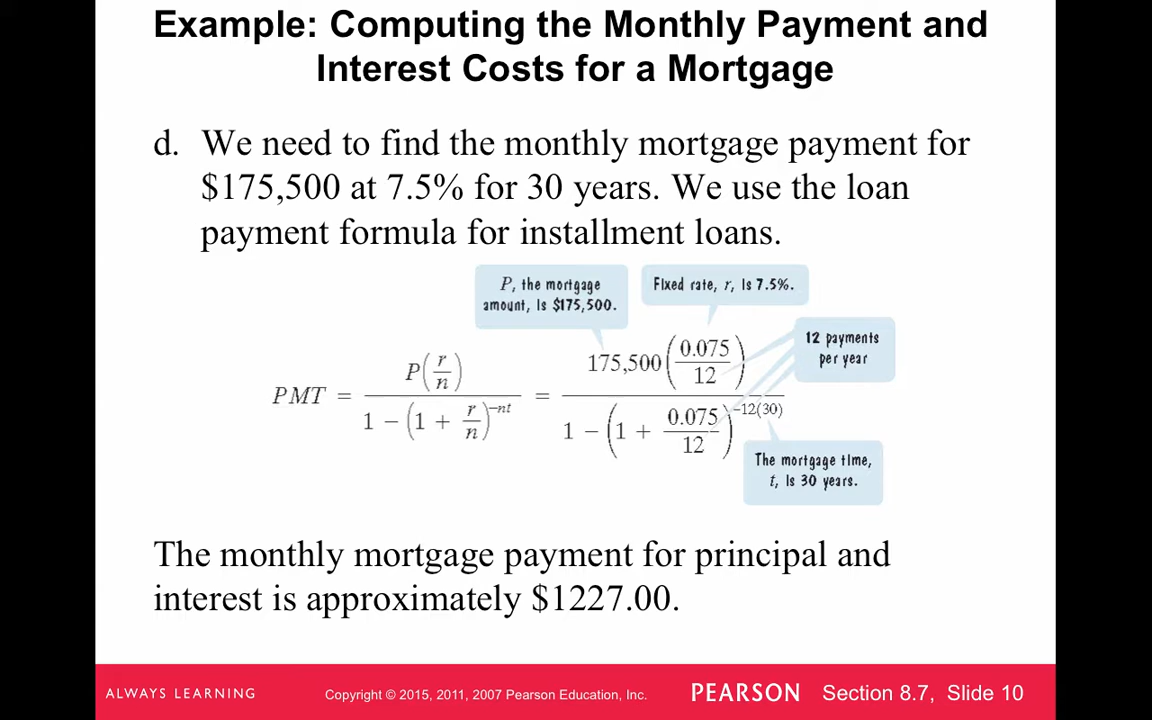 Example: Computing the Monthly Payment and
Interest Costs for a Mortgage
d. We need to find the monthly mortgage payment for
$175,500 at 7.5% for 30 years. We use the loan
payment formula for installment loans.
P, the mortgage
amount, is $175,500.
Fixed rate, r, is 7.5%.
12 payments
per year
PMT = P(r/n) / (1 − (1 + r/n)^−nt) = 175,500(0.075/12) / (1 − (1 + 0.075/12)^−12(30))
The mortgage time,
t, is 30 years.
The monthly mortgage payment for principal and
interest is approximately $1227.00.
ALWAYS LEARNING
Copyright © 2015, 2011, 2007 Pearson Education, Inc.
PEARSON
Section 8.7, Slide 10